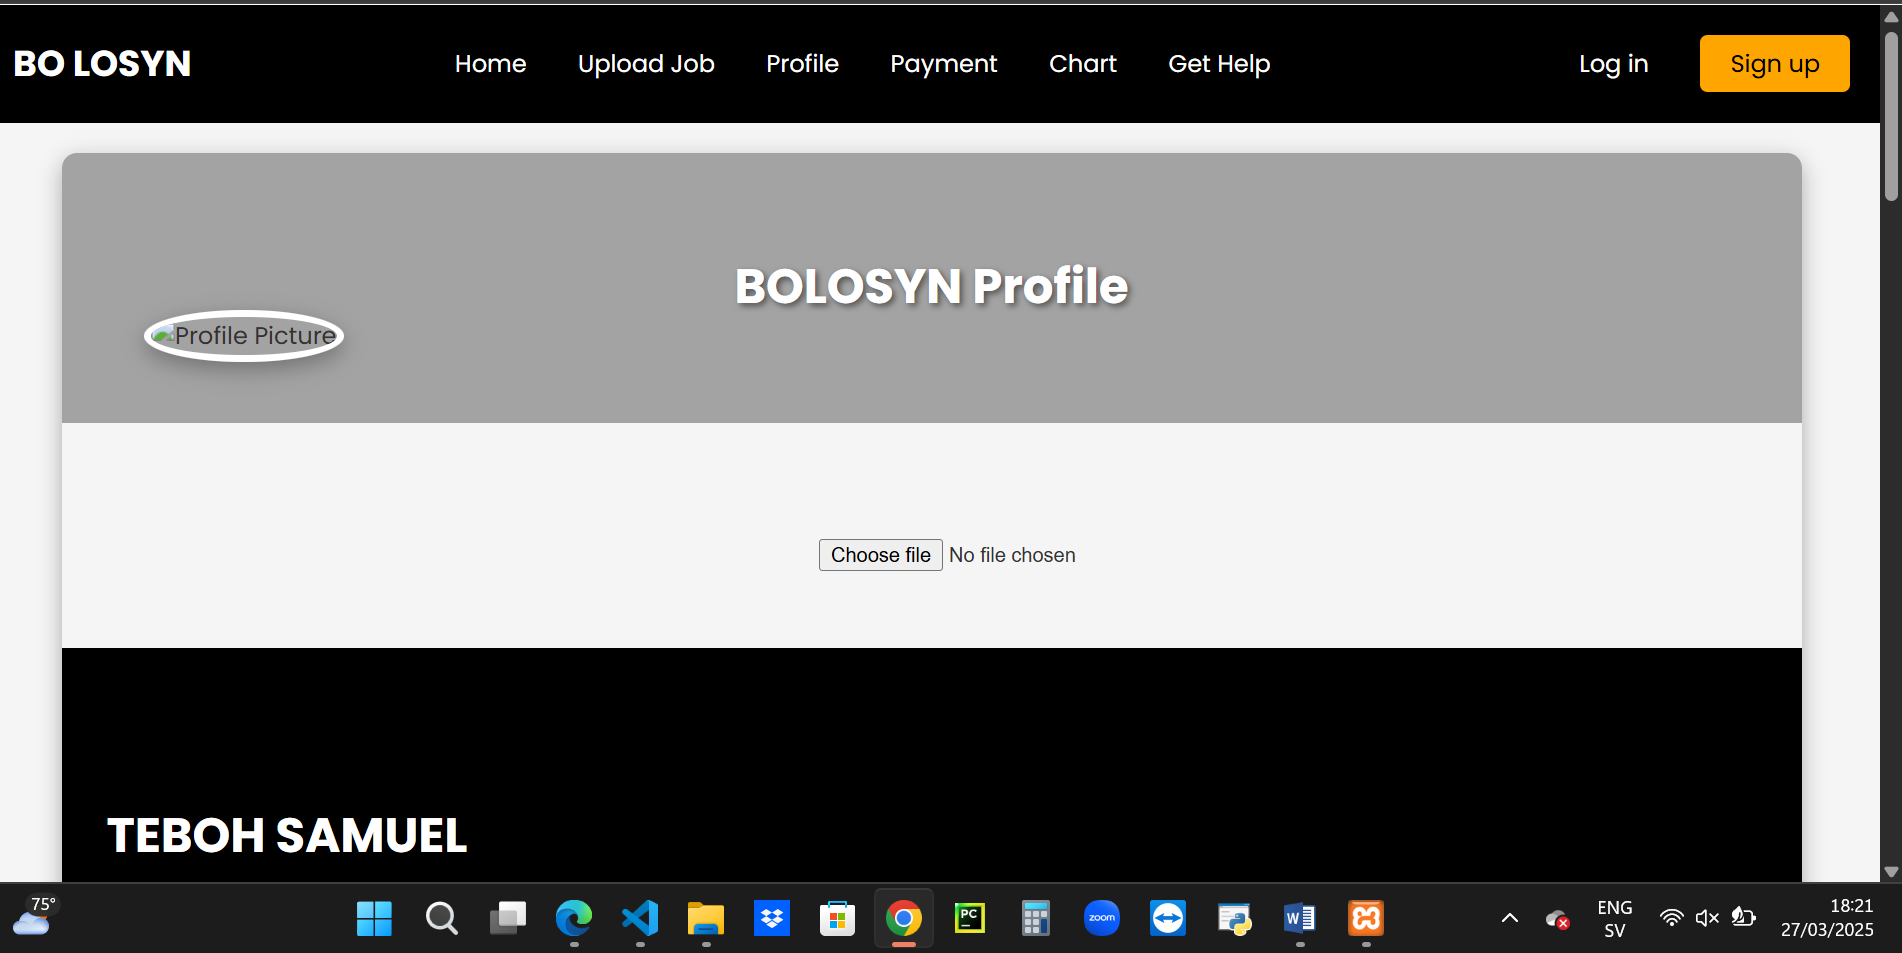 BO LOSYN
Home Upload Job Profile Payment Chart Get Help Log in Sign up
BOLOSYN Profile
Profile Picture
Choose file No file chosen
TEBOH SAMUEL
75°
PC
zoom
W
ENG
SV
18:21
27/03/2025